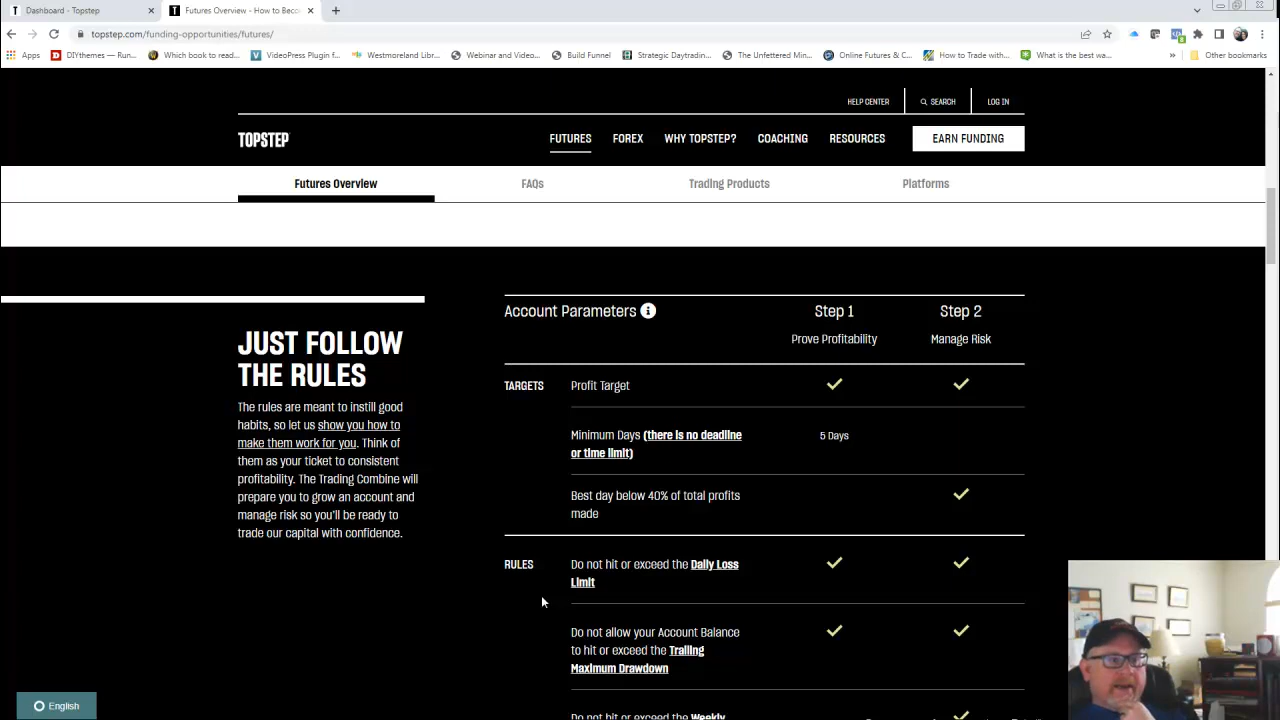 Dashboard - Topstep
Futures Overview - How to Beco
topstep.com/funding-opportunities/futures/
Apps
DIYthemes — Run...
Which book to read...
VideoPress Plugin f...
Westmoreland Libr...
Webinar and Video...
Build Funnel
Strategic Daytradin...
The Unfettered Min...
Online Futures & C...
How to Trade with...
What is the best wa...
»
Other bookmarks
HELP CENTER
SEARCH
LOG IN
TOPSTEP
FUTURES
FOREX
WHY TOPSTEP?
COACHING
RESOURCES
EARN FUNDING
Futures Overview
FAQs
Trading Products
Platforms
JUST FOLLOW
THE RULES
The rules are meant to instill good
habits, so let us show you how to
make them work for you. Think of
them as your ticket to consistent
profitability. The Trading Combine will
prepare you to grow an account and
manage risk so you'll be ready to
trade our capital with confidence.
Account Parameters
Step 1
Step 2
Prove Profitability
Manage Risk
TARGETS
Profit Target
Minimum Days (there is no deadline
or time limit)
5 Days
Best day below 40% of total profits
made
RULES
Do not hit or exceed the Daily Loss
Limit
Do not allow your Account Balance
to hit or exceed the Trailing
Maximum Drawdown
Do not hit or exceed the Weekly
English